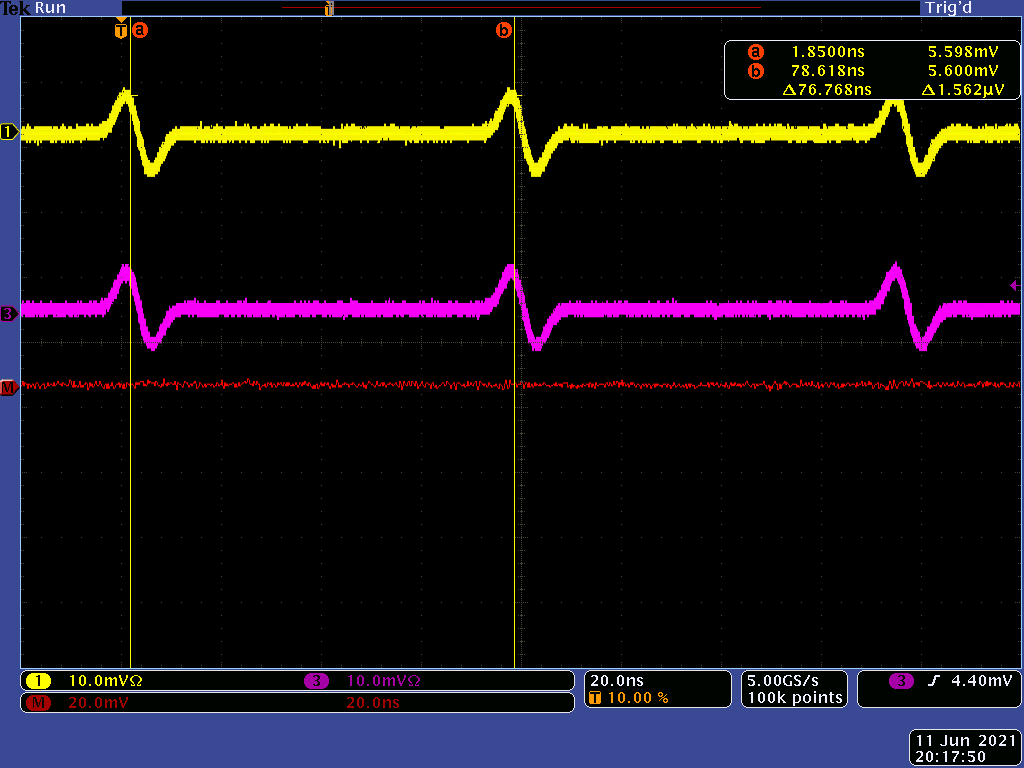 Tek Run Trig'd
T a b
a 1.8500ns 5.598mV
b 78.618ns 5.600mV
Δ76.768ns Δ1.562μV
1
3
M
1 10.0mVΩ 3 10.0mVΩ
M 20.0mV 20.0ns
20.0ns
T 10.00 %
5.00GS/s
100k points
3 ƒ 4.40mV
11 Jun 2021
20:17:50